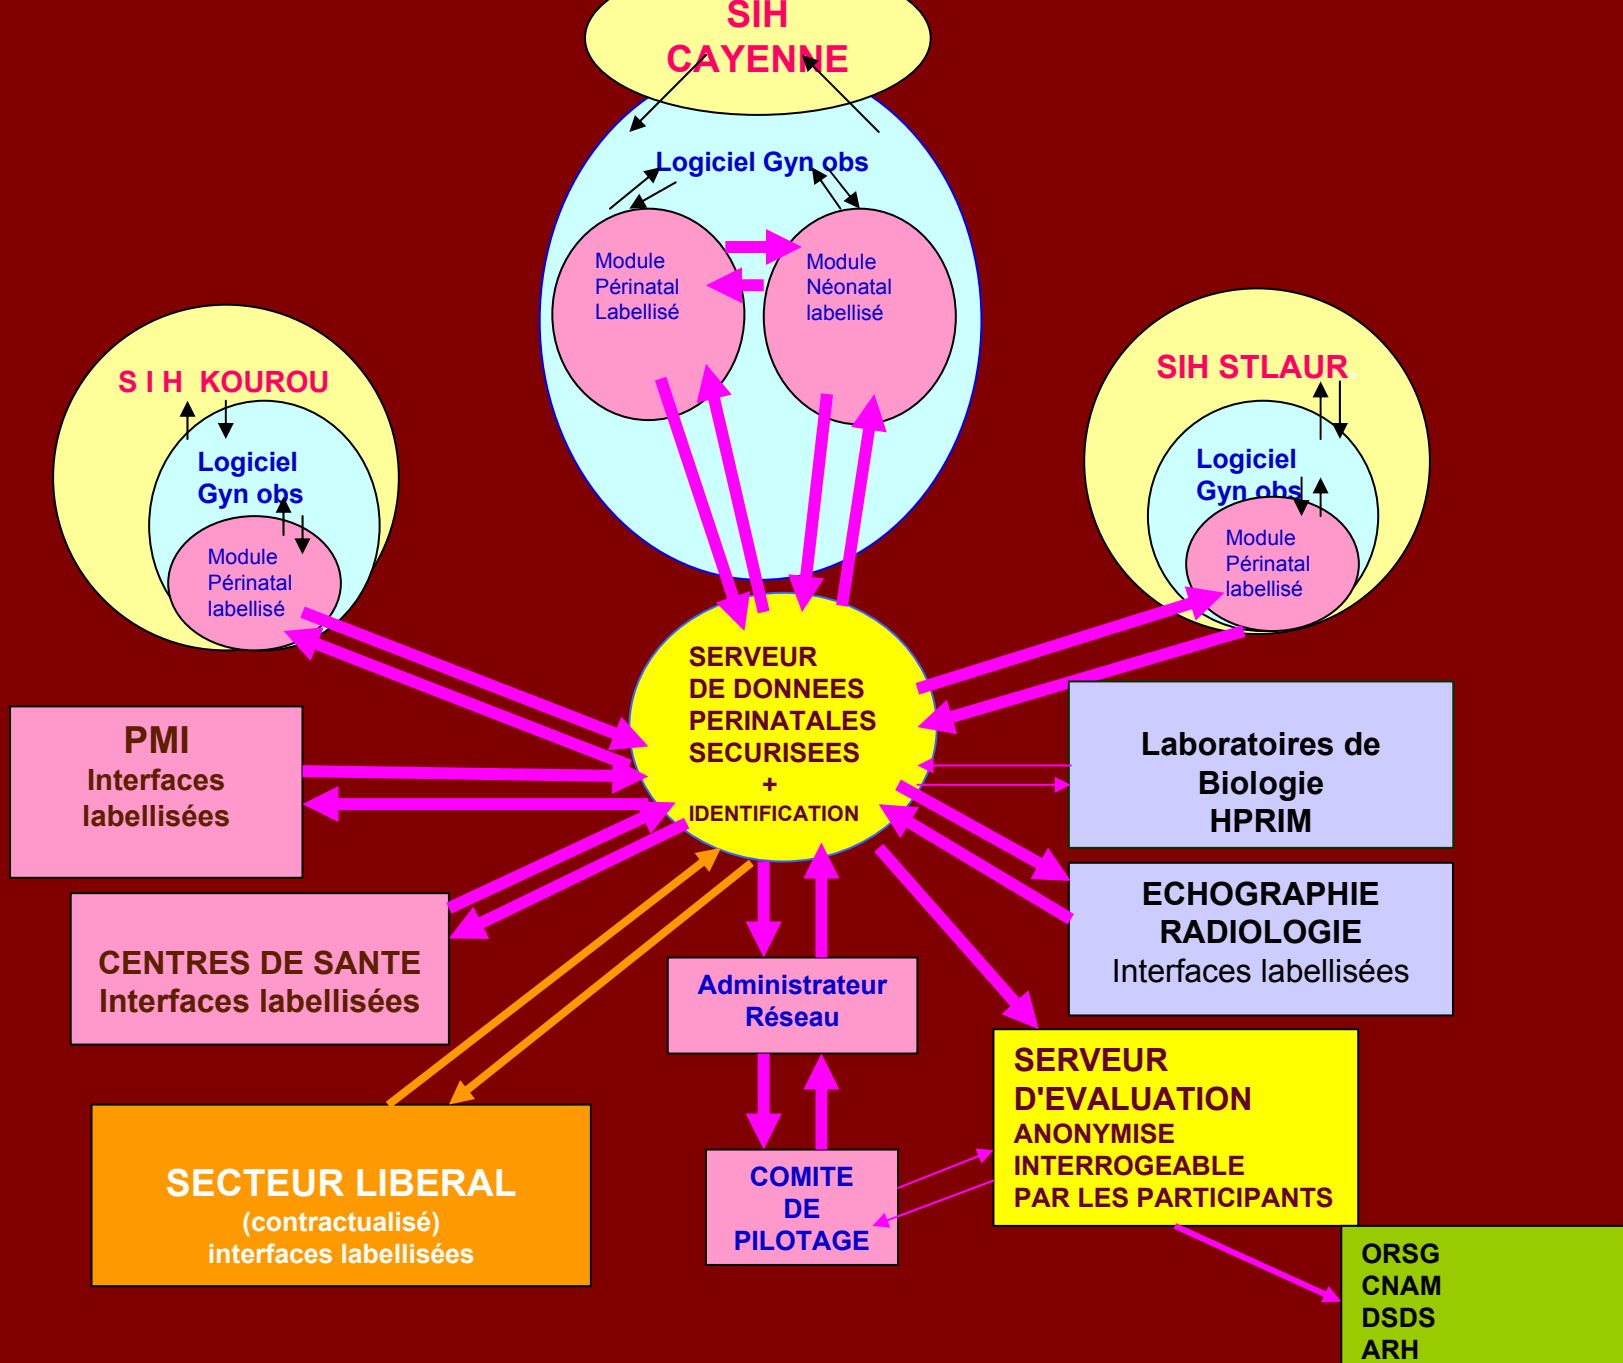 SIH
CAYENNE
Logiciel Gyn obs
Module
Périnatal
Labellisé
Module
Néonatal
labellisé
S I H  KOUROU
Logiciel
Gyn obs
Module
Périnatal
labellisé
SIH STLAUR
Logiciel
Gyn obs
Module
Périnatal
labellisé
SERVEUR
DE DONNEES
PERINATALES
SECURISEES
+
IDENTIFICATION
PMI
Interfaces
labellisées
Laboratoires de
Biologie
HPRIM
CENTRES DE SANTE
Interfaces labellisées
ECHOGRAPHIE
RADIOLOGIE
Interfaces labellisées
Administrateur
Réseau
SERVEUR
D'EVALUATION
ANONYMISE
INTERROGEABLE
PAR LES PARTICIPANTS
SECTEUR LIBERAL
(contractualisé)
interfaces labellisées
COMITE
DE
PILOTAGE
ORSG
CNAM
DSDS
ARH